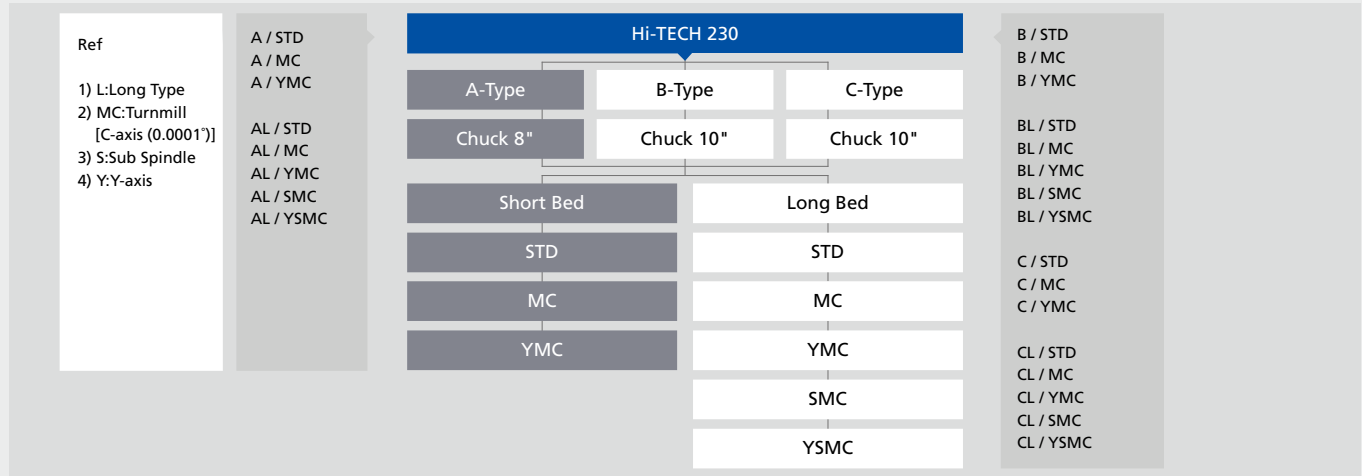 Ref
1) L:Long Type
2) MC:Turnmill
[C-axis (0.0001°)]
3) S:Sub Spindle
4) Y:Y-axis
A / STD
A / MC
A / YMC
AL / STD
AL / MC
AL / YMC
AL / SMC
AL / YSMC
Hi-TECH 230
A-Type
B-Type
C-Type
Chuck 8"
Chuck 10"
Chuck 10"
Short Bed
Long Bed
STD
STD
MC
MC
YMC
YMC
SMC
YSMC
B / STD
B / MC
B / YMC
BL / STD
BL / MC
BL / YMC
BL / SMC
BL / YSMC
C / STD
C / MC
C / YMC
CL / STD
CL / MC
CL / YMC
CL / SMC
CL / YSMC